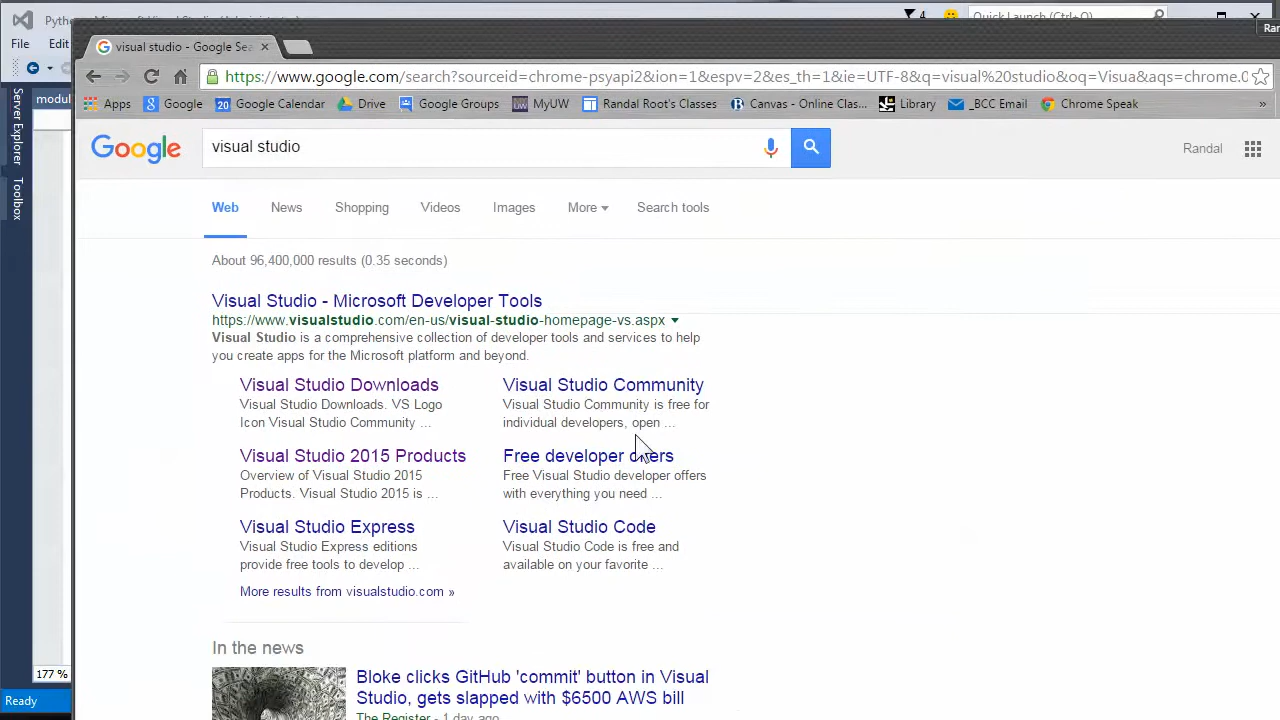 Quick Launch (Ctrl+Q)
4
File Edit
visual studio - Google Sea
https://www.google.com/search?sourceid=chrome-psyapi2&ion=1&espv=2&es_th=1&ie=UTF-8&q=visual%20studio&oq=Visua&aqs=chrome.0
Apps Google 20 Google Calendar Drive Google Groups MyUW Randal Root's Classes Canvas - Online Clas... Library _BCC Email Chrome Speak »
Server Explorer
Toolbox
modul
Google
visual studio
Randal
Web News Shopping Videos Images More Search tools
About 96,400,000 results (0.35 seconds)
Visual Studio - Microsoft Developer Tools
https://www.visualstudio.com/en-us/visual-studio-homepage-vs.aspx
Visual Studio is a comprehensive collection of developer tools and services to help
you create apps for the Microsoft platform and beyond.
Visual Studio Downloads
Visual Studio Downloads. VS Logo
Icon Visual Studio Community ...
Visual Studio Community
Visual Studio Community is free for
individual developers, open ...
Visual Studio 2015 Products
Overview of Visual Studio 2015
Products. Visual Studio 2015 is ...
Free developer offers
Free Visual Studio developer offers
with everything you need ...
Visual Studio Express
Visual Studio Express editions
provide free tools to develop ...
Visual Studio Code
Visual Studio Code is free and
available on your favorite ...
More results from visualstudio.com »
In the news
Bloke clicks GitHub 'commit' button in Visual
Studio, gets slapped with $6500 AWS bill
The Register - 1 day ago
177 %
Ready